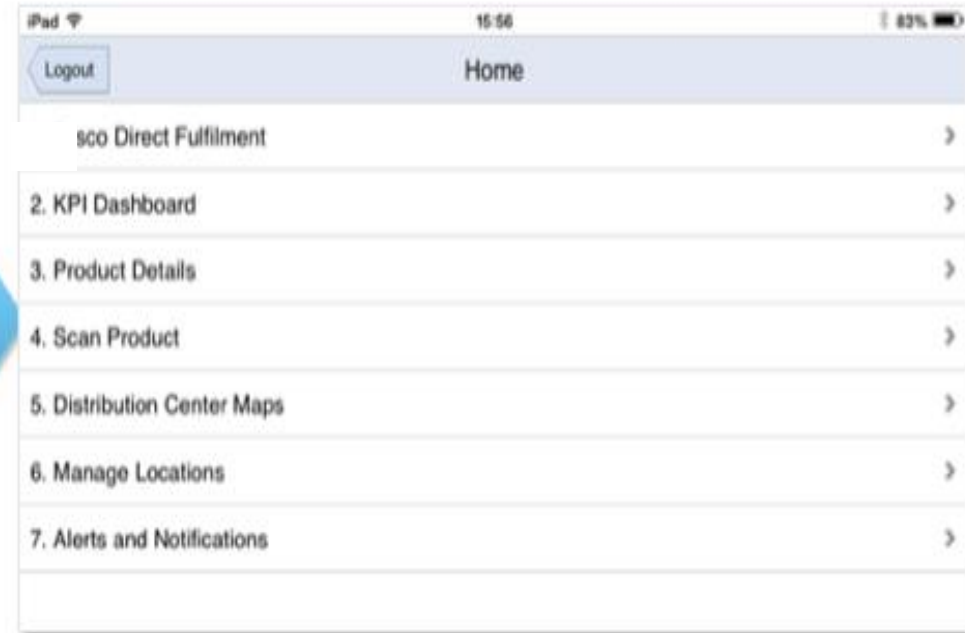 iPad 15:56 83%
Logout Home
sco Direct Fulfilment
2. KPI Dashboard
3. Product Details
4. Scan Product
5. Distribution Center Maps
6. Manage Locations
7. Alerts and Notifications